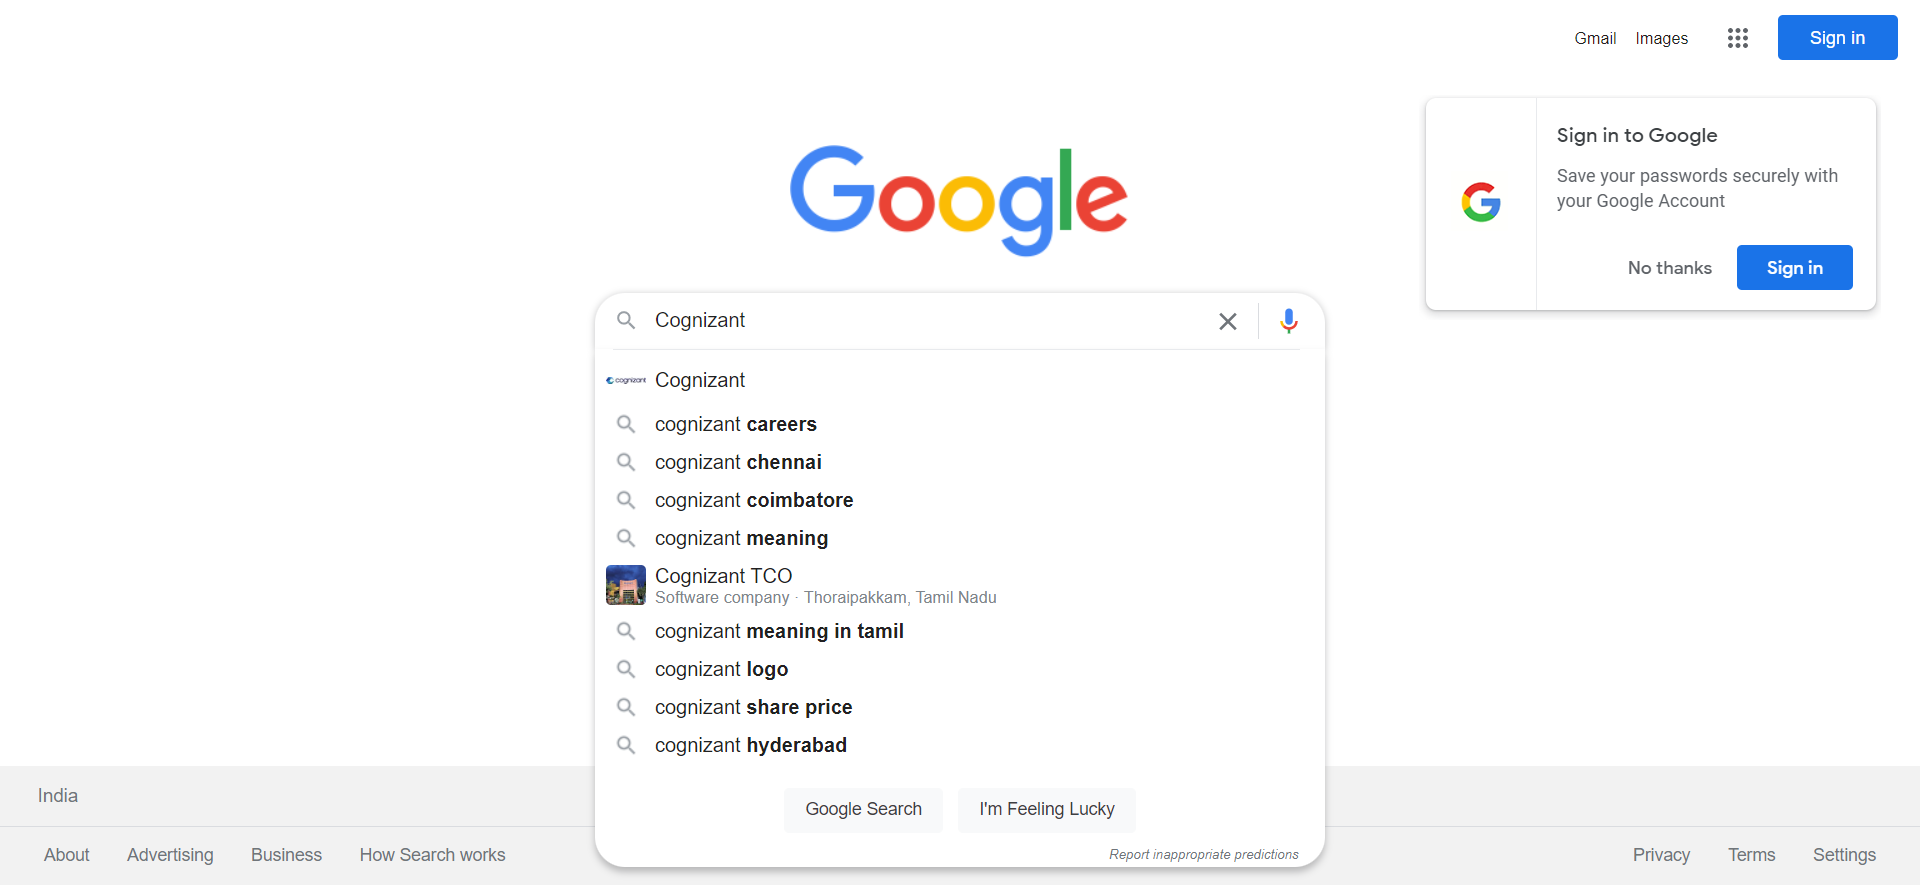 Gmail Images Sign in
Google
Sign in to Google
Save your passwords securely with
your Google Account
No thanks Sign in
Cognizant
cognizant Cognizant
cognizant careers
cognizant chennai
cognizant coimbatore
cognizant meaning
Cognizant TCO
Software company · Thoraipakkam, Tamil Nadu
cognizant meaning in tamil
cognizant logo
cognizant share price
cognizant hyderabad
Google Search I'm Feeling Lucky
Report inappropriate predictions
India
About Advertising Business How Search works Privacy Terms Settings